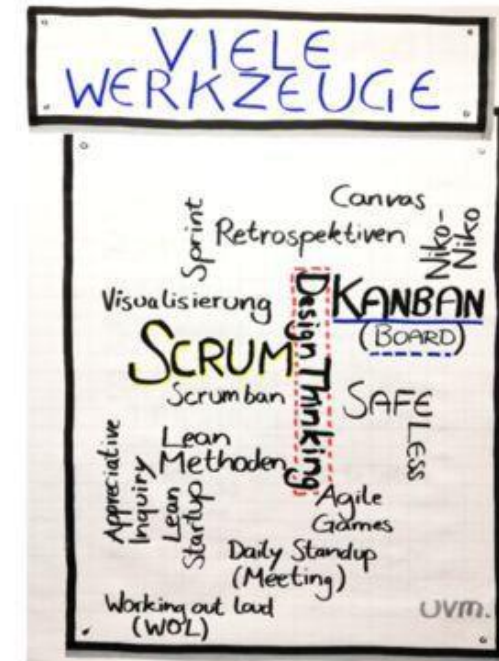 VIELE
WERKZEUGE
Canvas
Sprint
Retrospektiven
Niko-
Niko
Visualisierung
Design Thinking
KANBAN
(BOARD)
SCRUM
Scrumban
SAFE
LESS
Lean
Methoden
Appreciative
Inquiry
Lean
Startup
Agile
Games
Daily Standup
(Meeting)
Working out loud
(WOL)
uvm.